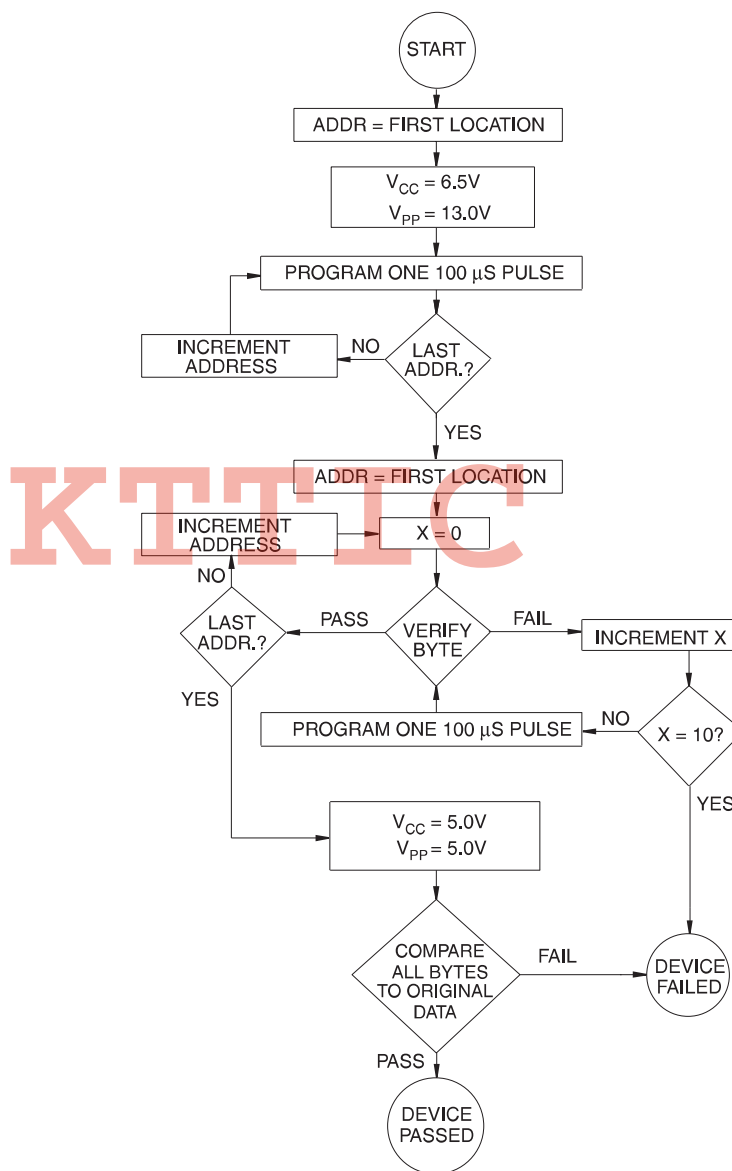 START
ADDR = FIRST LOCATION
VCC = 6.5V
VPP = 13.0V
PROGRAM ONE 100 μS PULSE
INCREMENT
ADDRESS
NO
LAST
ADDR.?
YES
KTTIC
ADDR = FIRST LOCATION
INCREMENT
ADDRESS
X = 0
NO
LAST
ADDR.?
PASS
VERIFY
BYTE
FAIL
INCREMENT X
YES
PROGRAM ONE 100 μS PULSE
NO
X = 10?
YES
VCC = 5.0V
VPP = 5.0V
COMPARE
ALL BYTES
TO ORIGINAL
DATA
FAIL
DEVICE
FAILED
PASS
DEVICE
PASSED